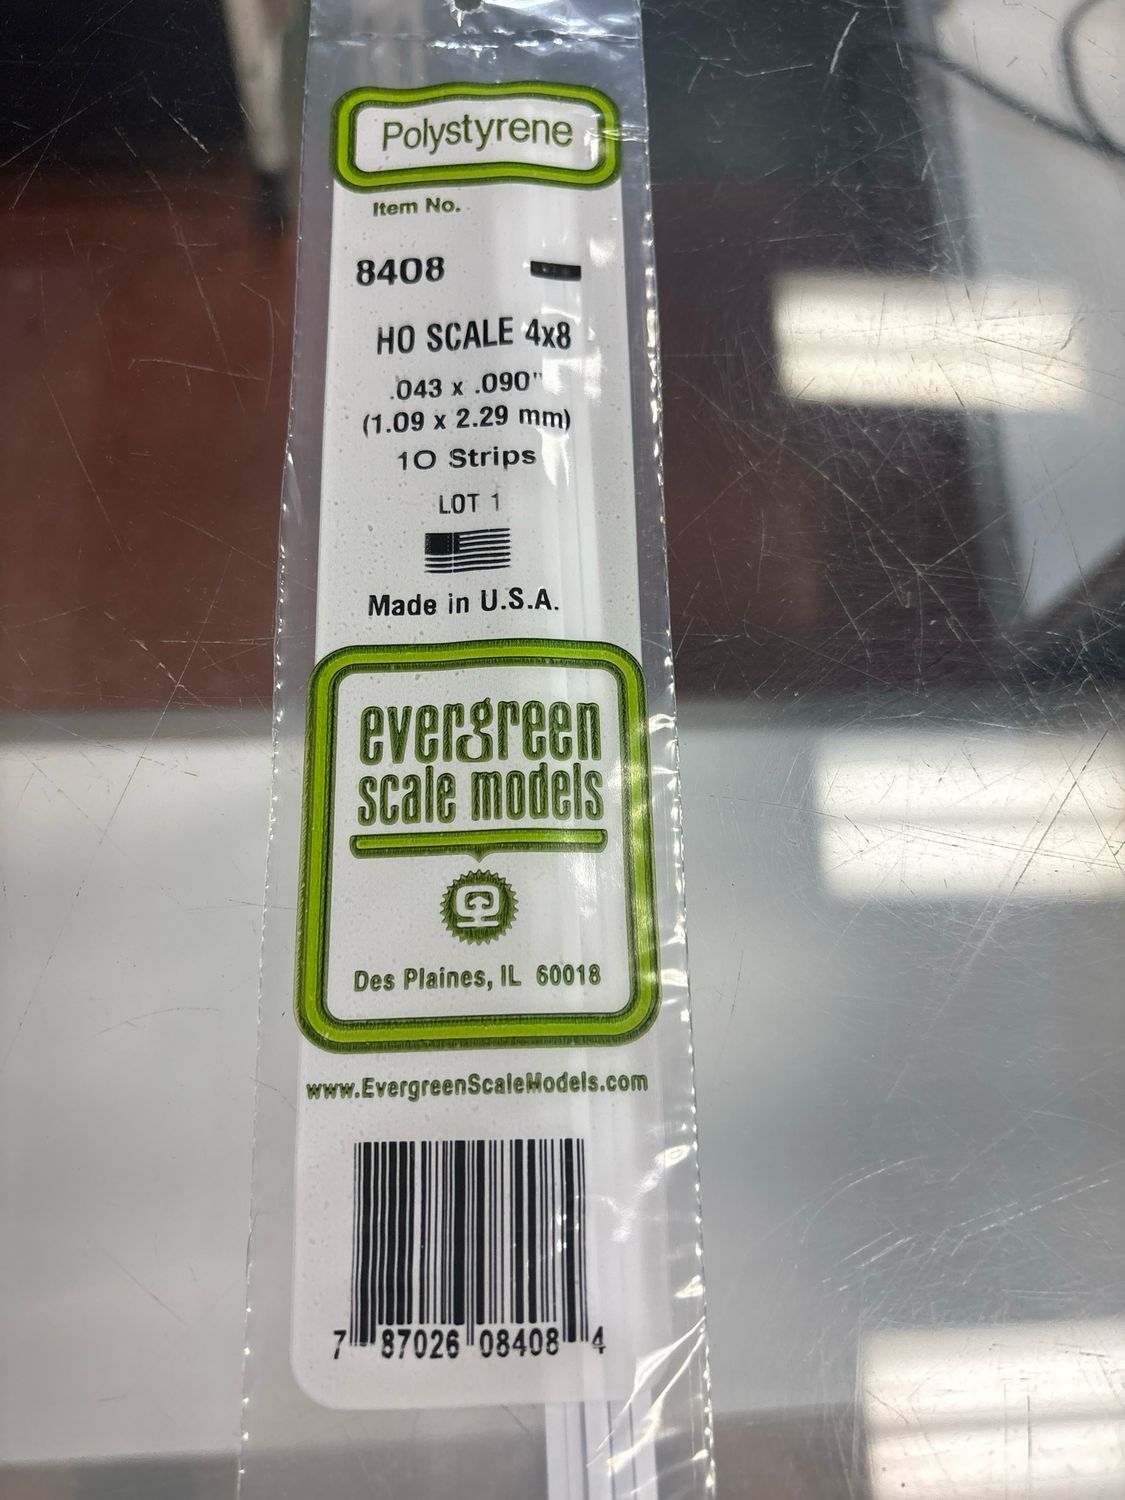 Polystyrene
Item No.
8408
HO SCALE 4x8
.043 x .090"
(1.09 x 2.29 mm)
10 Strips
LOT 1
Made in U.S.A.
evergreen
scale models
Des Plaines, IL 60018
www.EvergreenScaleModels.com
7 87026 08408 4